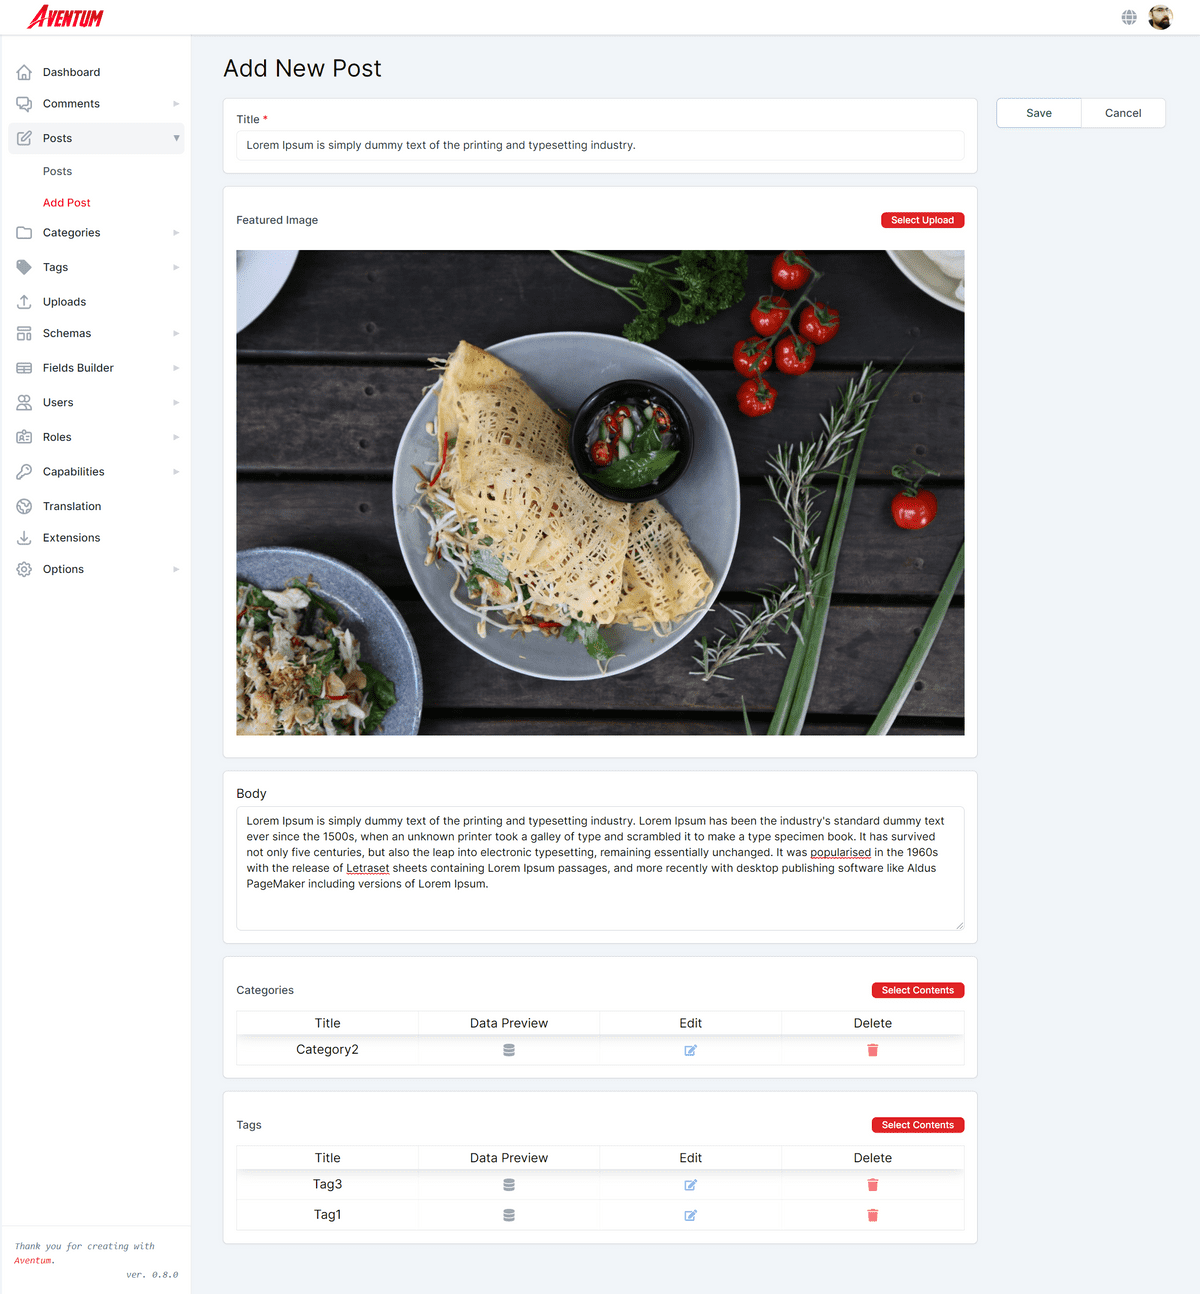 AVENTUM
Dashboard
Comments
Posts
Posts
Add Post
Categories
Tags
Uploads
Schemas
Fields Builder
Users
Roles
Capabilities
Translation
Extensions
Options
Thank you for creating with
Aventum.
ver. 0.8.0
Add New Post
Save
Cancel
Title *
Lorem Ipsum is simply dummy text of the printing and typesetting industry.
Featured Image
Select Upload
Body
Lorem Ipsum is simply dummy text of the printing and typesetting industry. Lorem Ipsum has been the industry's standard dummy text
ever since the 1500s, when an unknown printer took a galley of type and scrambled it to make a type specimen book. It has survived
not only five centuries, but also the leap into electronic typesetting, remaining essentially unchanged. It was popularised in the 1960s
with the release of Letraset sheets containing Lorem Ipsum passages, and more recently with desktop publishing software like Aldus
PageMaker including versions of Lorem Ipsum.
Categories
Select Contents
Title Data Preview Edit Delete
Category2
Tags
Select Contents
Title Data Preview Edit Delete
Tag3
Tag1